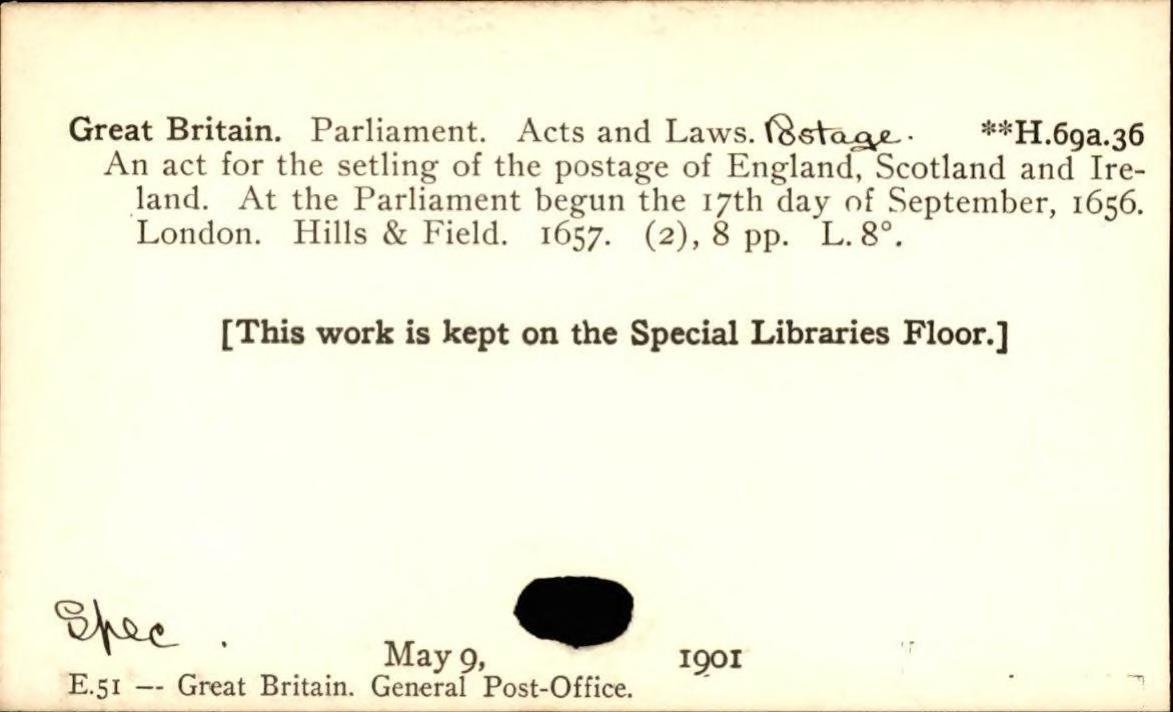 Great Britain. Parliament. Acts and Laws. Postage. **H.69a.36
An act for the setling of the postage of England, Scotland and Ire-
land. At the Parliament begun the 17th day of September, 1656.
London. Hills & Field. 1657. (2), 8 pp. L. 8°.
[This work is kept on the Special Libraries Floor.]
Spec
May 9, 1901
E.51 — Great Britain. General Post-Office.